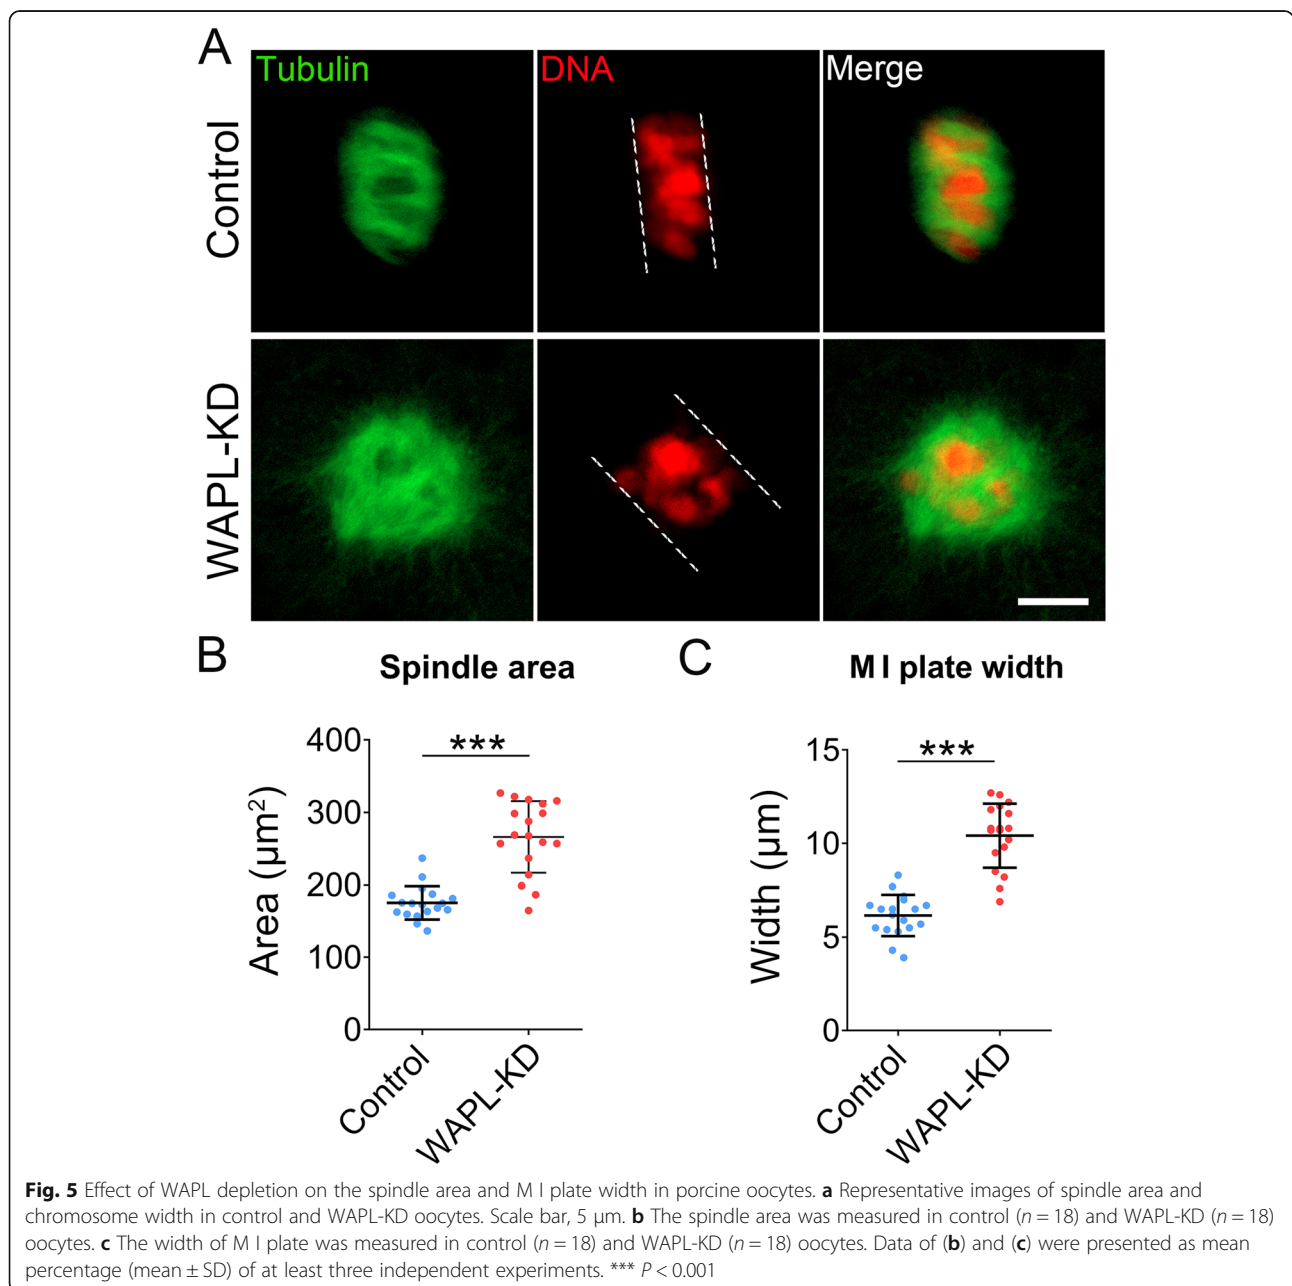 A
Tubulin
DNA
Merge
Control
WAPL-KD
B
Spindle area
Area (µm²)
400
300
200
100
0
***
Control
WAPL-KD
C
M I plate width
Width (µm)
15
10
5
0
***
Control
WAPL-KD
Fig. 5 Effect of WAPL depletion on the spindle area and M I plate width in porcine oocytes. a Representative images of spindle area and
chromosome width in control and WAPL-KD oocytes. Scale bar, 5 µm. b The spindle area was measured in control (n = 18) and WAPL-KD (n = 18)
oocytes. c The width of M I plate was measured in control (n = 18) and WAPL-KD (n = 18) oocytes. Data of (b) and (c) were presented as mean
percentage (mean ± SD) of at least three independent experiments. *** P < 0.001